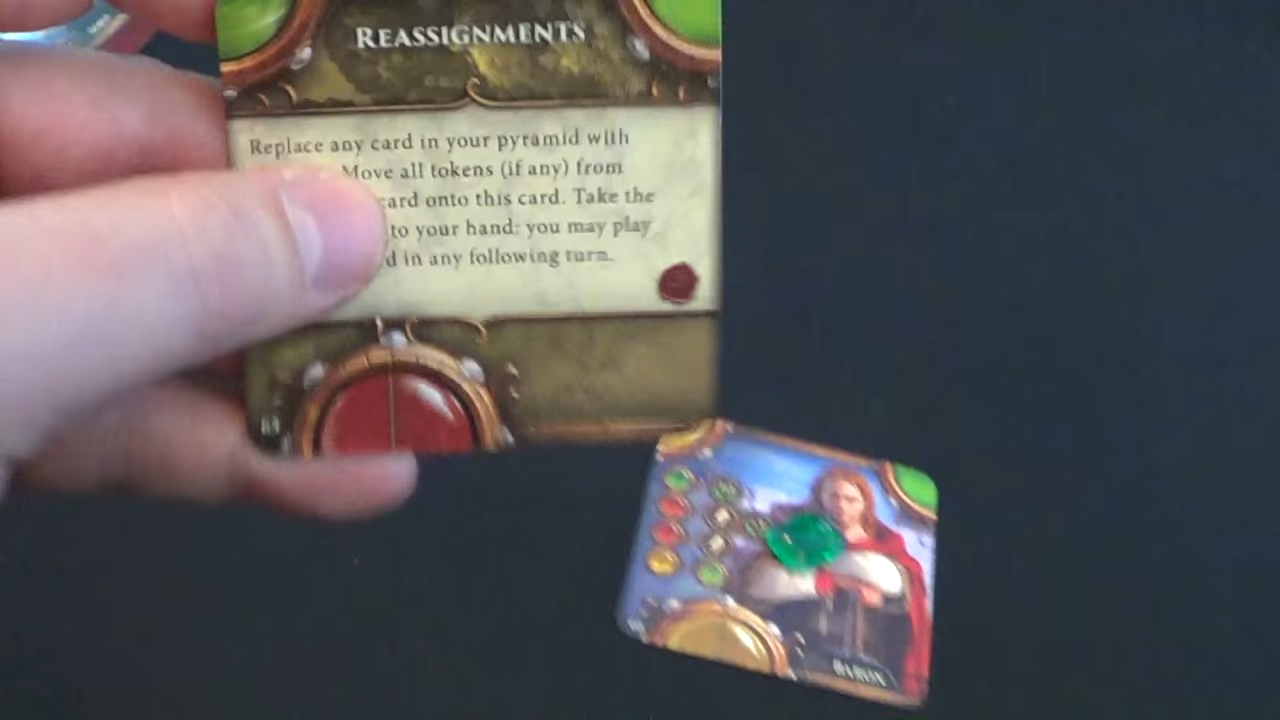 REASSIGNMENTS
Replace any card in your pyramid with
Move all tokens (if any) from
card onto this card. Take the
to your hand: you may play
in any following turn.
BARON